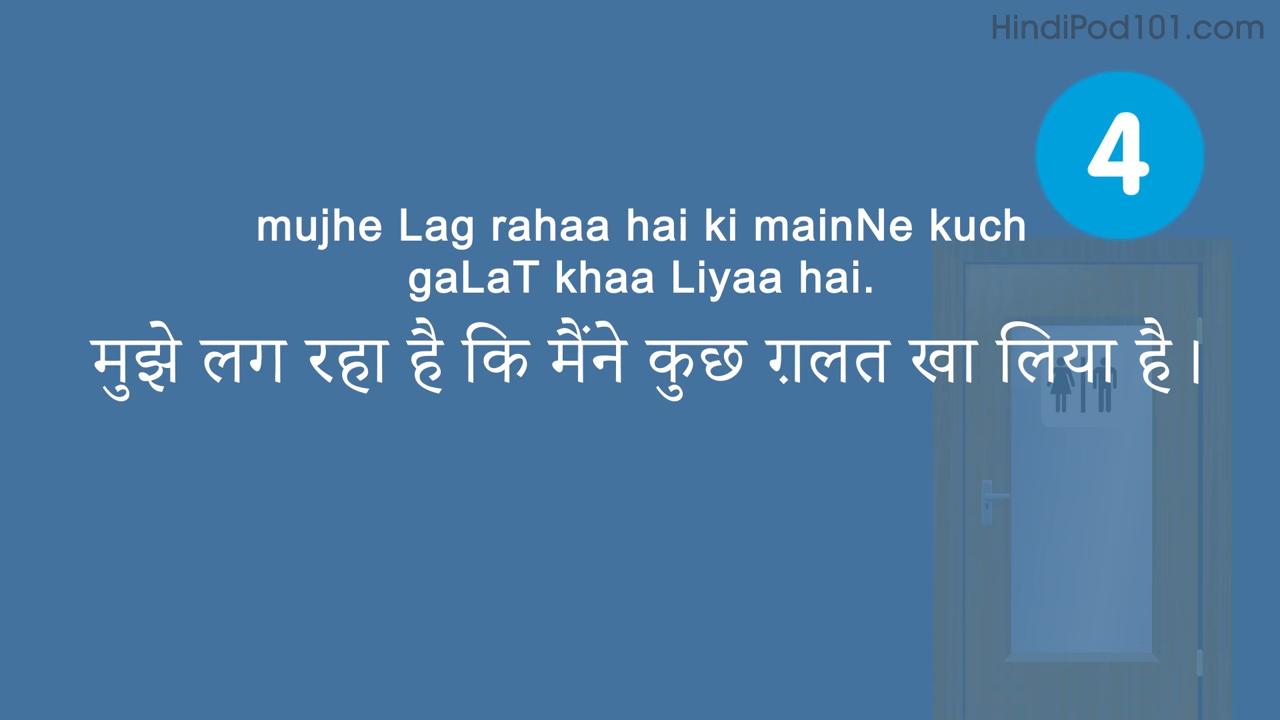 HindiPod101.com
4
mujhe Lag rahaa hai ki mainNe kuch
gaLaT khaa Liyaa hai.
मुझे लग रहा है कि मैंने कुछ ग़लत खा लिया है।